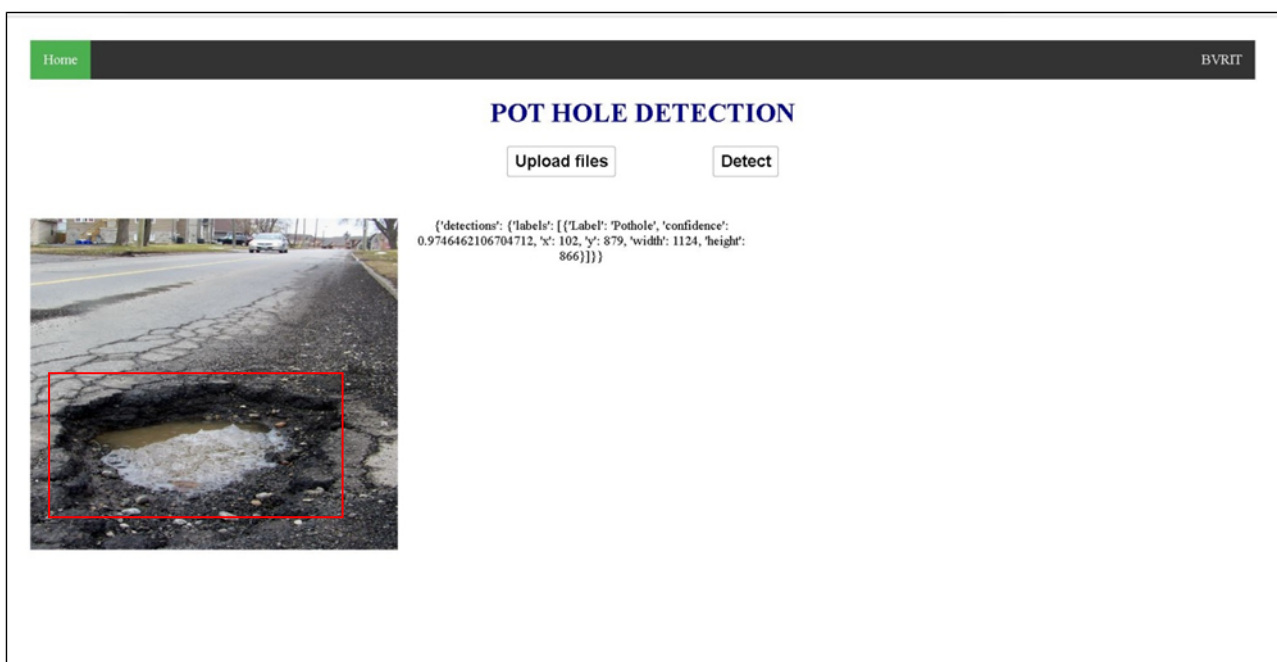 Home
BVRIT
POT HOLE DETECTION
Upload files
Detect
{'detections': {'labels': [{'Label': 'Pothole', 'confidence':
0.9746462106704712, 'x': 102, 'y': 879, 'width': 1124, 'height':
866}]}}